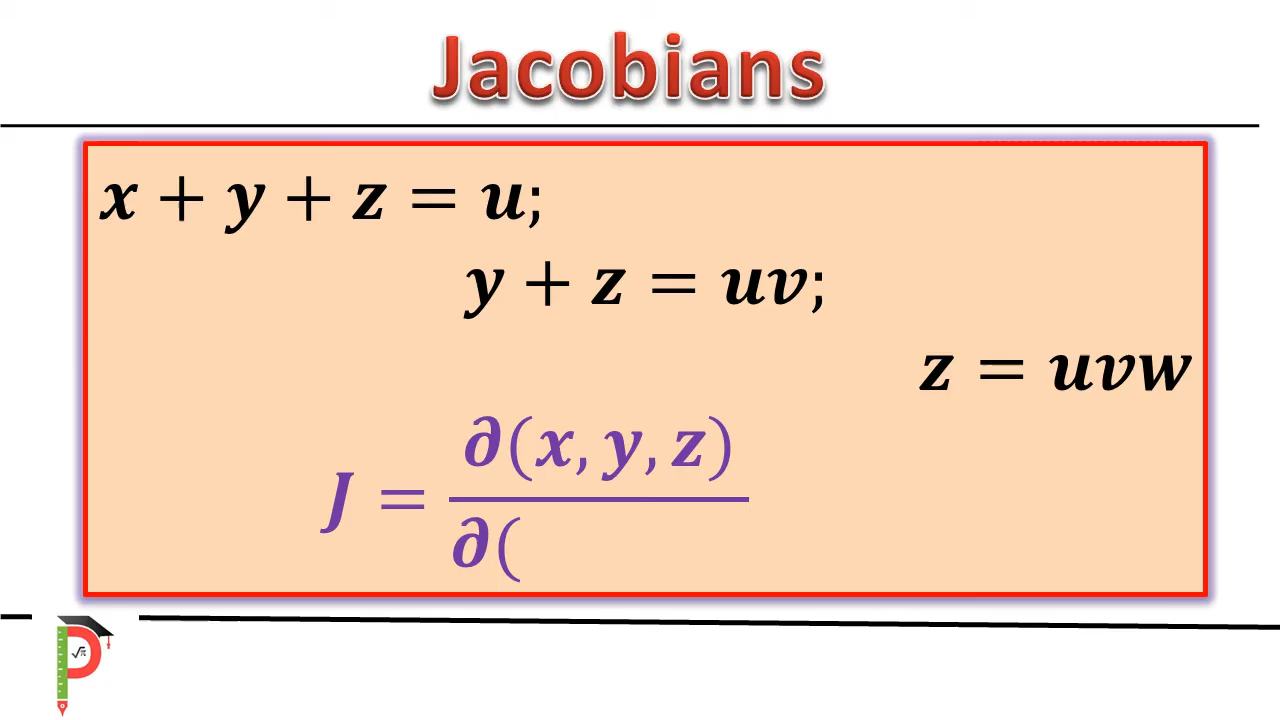 Jacobians
x + y + z = u;
y + z = uv;
z = uvw
J = ∂(x, y, z)
∂(
√π